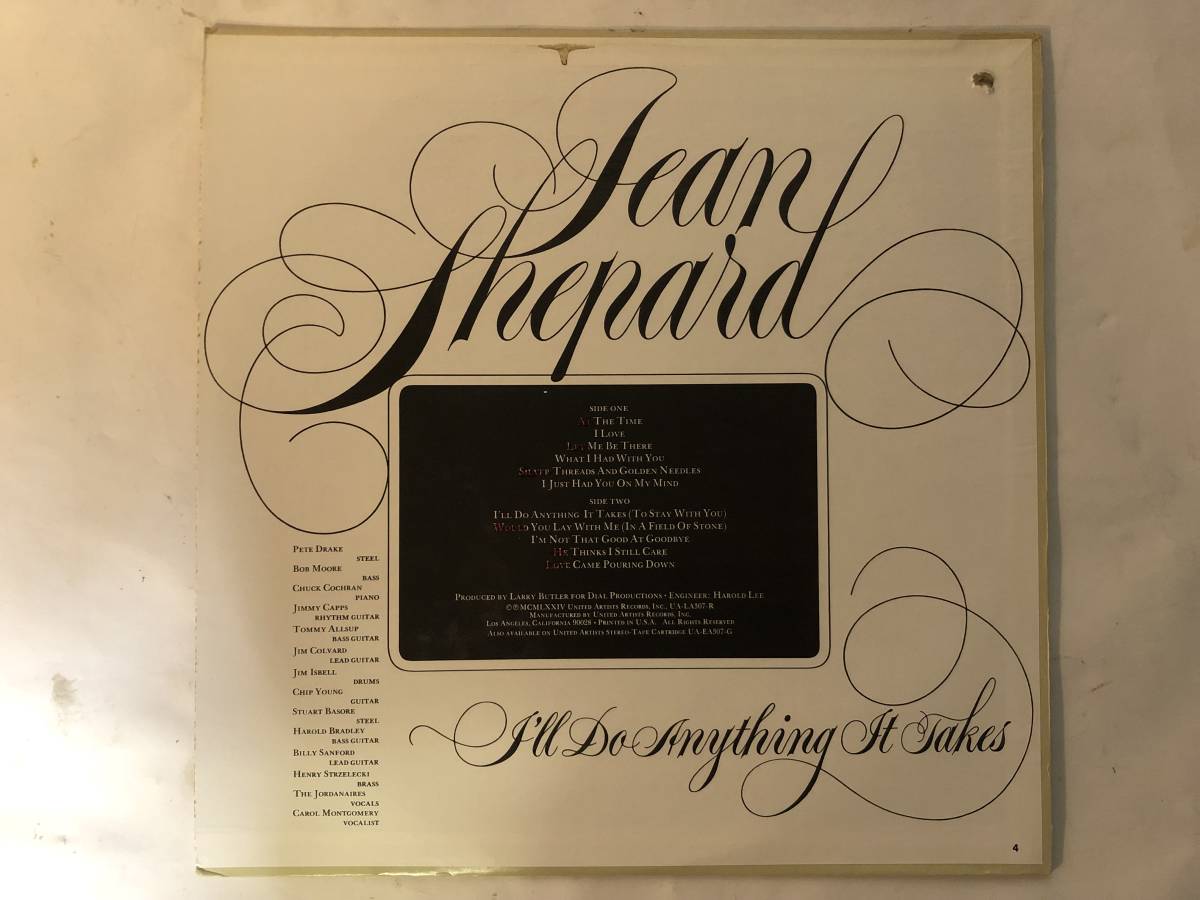 Jean
Shepard
SIDE ONE
AT THE TIME
I LOVE
LET ME BE THERE
WHAT I HAD WITH YOU
SHARP THREADS AND GOLDEN NEEDLES
I JUST HAD YOU ON MY MIND
SIDE TWO
I'LL DO ANYTHING IT TAKES (TO STAY WITH YOU)
WOULD YOU LAY WITH ME (IN A FIELD OF STONE)
I'M NOT THAT GOOD AT GOODBYE
HE THINKS I STILL CARE
LOVE CAME POURING DOWN
PRODUCED BY LARRY BUTLER FOR DIAL PRODUCTIONS • ENGINEER: HAROLD LEE
©℗ MCMLXXIV UNITED ARTISTS RECORDS, INC., UA-LA307-R
MANUFACTURED BY UNITED ARTISTS RECORDS, INC.
LOS ANGELES, CALIFORNIA 90028 • PRINTED IN U.S.A. ALL RIGHTS RESERVED
ALSO AVAILABLE ON UNITED ARTISTS STEREO-TAPE CARTRIDGE UA-EA307-G
PETE DRAKE
STEEL
BOB MOORE
BASS
CHUCK COCHRAN
PIANO
JIMMY CAPPS
RHYTHM GUITAR
TOMMY ALLSUP
BASS GUITAR
JIM COLVARD
LEAD GUITAR
JIM ISBELL
DRUMS
CHIP YOUNG
GUITAR
STUART BASORE
STEEL
HAROLD BRADLEY
BASS GUITAR
BILLY SANFORD
LEAD GUITAR
HENRY STRZELECKI
BRASS
THE JORDANAIRES
VOCALS
CAROL MONTGOMERY
VOCALIST
I'll Do Anything It Takes
4